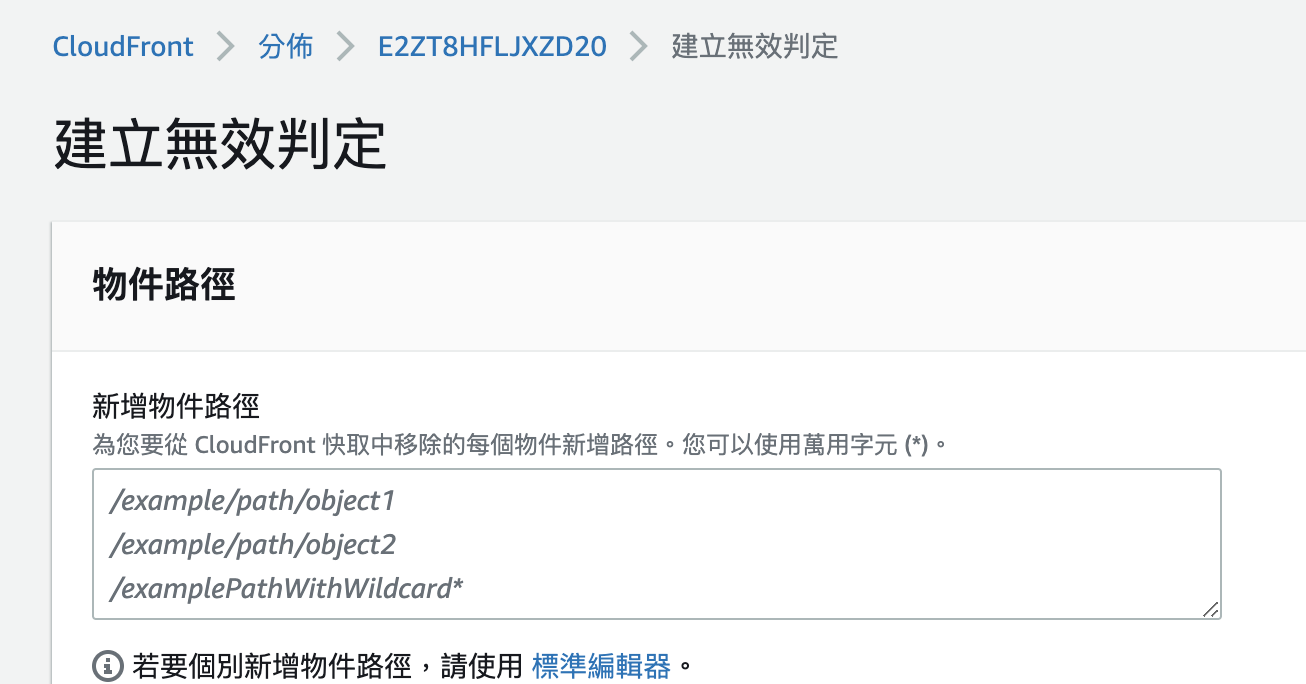 CloudFront > 分佈 > E2ZT8HFLJXZD20 > 建立無效判定
建立無效判定
物件路徑
新增物件路徑
為您要從 CloudFront 快取中移除的每個物件新增路徑。您可以使用萬用字元 (*)。
/example/path/object1
/example/path/object2
/examplePathWithWildcard*
若要個別新增物件路徑，請使用 標準編輯器。